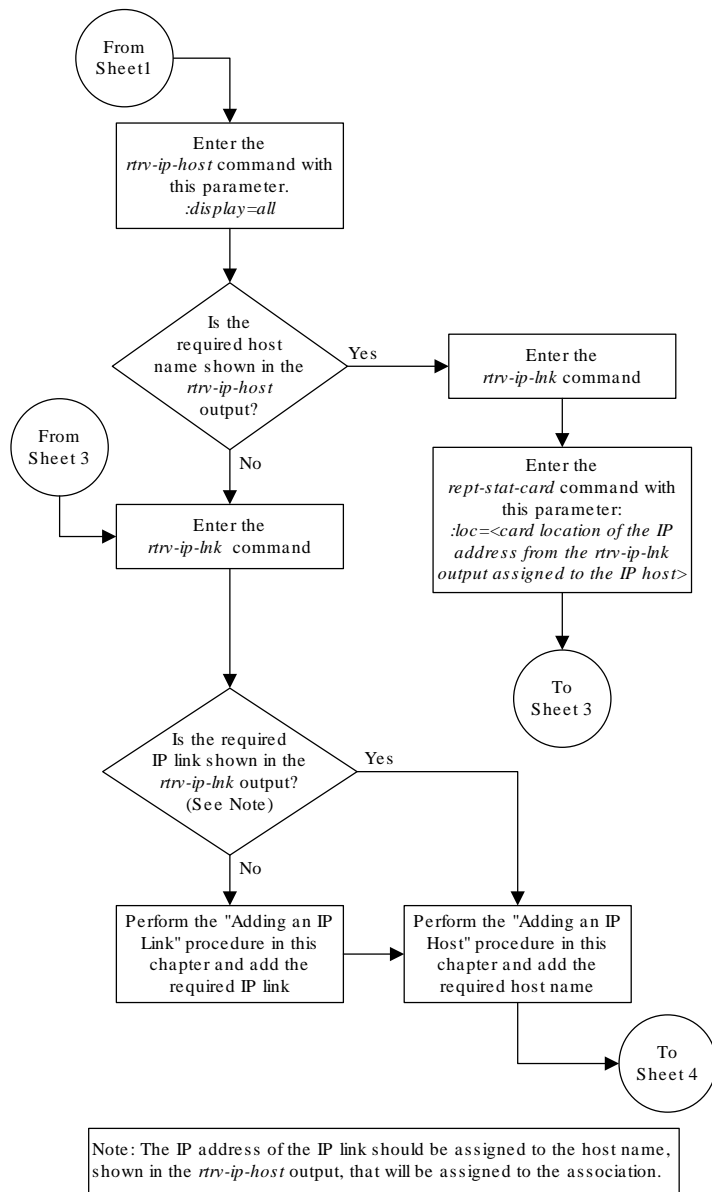 From
Sheet1
Enter the
rtrv-ip-host command with
this parameter.
:display=all
Is the
required host
name shown in the
rtrv-ip-host
output?
Yes
No
Enter the
rtrv-ip-lnk command
Enter the
rept-stat-card command with
this parameter:
:loc=<card location of the IP
address from the rtrv-ip-lnk
output assigned to the IP host>
To
Sheet 3
From
Sheet 3
Enter the
rtrv-ip-lnk command
Is the required
IP link shown in the
rtrv-ip-lnk output?
(See Note)
Yes
No
Perform the "Adding an IP
Link" procedure in this
chapter and add the
required IP link
Perform the "Adding an IP
Host" procedure in this
chapter and add the
required host name
To
Sheet 4
Note: The IP address of the IP link should be assigned to the host name,
shown in the rtrv-ip-host output, that will be assigned to the association.